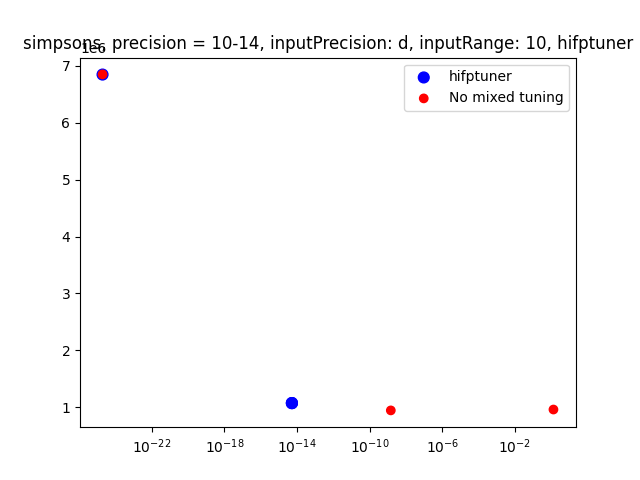 simpsons, precision = 10-14, inputPrecision: d, inputRange: 10, hifptuner
1e6
7
6
5
4
3
2
1
hifptuner
No mixed tuning
10⁻²² 10⁻¹⁸ 10⁻¹⁴ 10⁻¹⁰ 10⁻⁶ 10⁻²